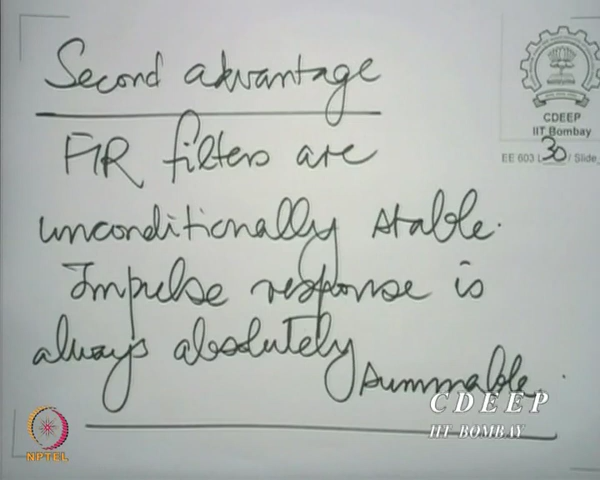 Second advantage
FIR filters are
unconditionally stable.
Impulse response is
always absolutely
summable.
CDEEP
IIT Bombay
EE 603 L 30 / Slide
CDEEP
IIT BOMBAY
NPTEL